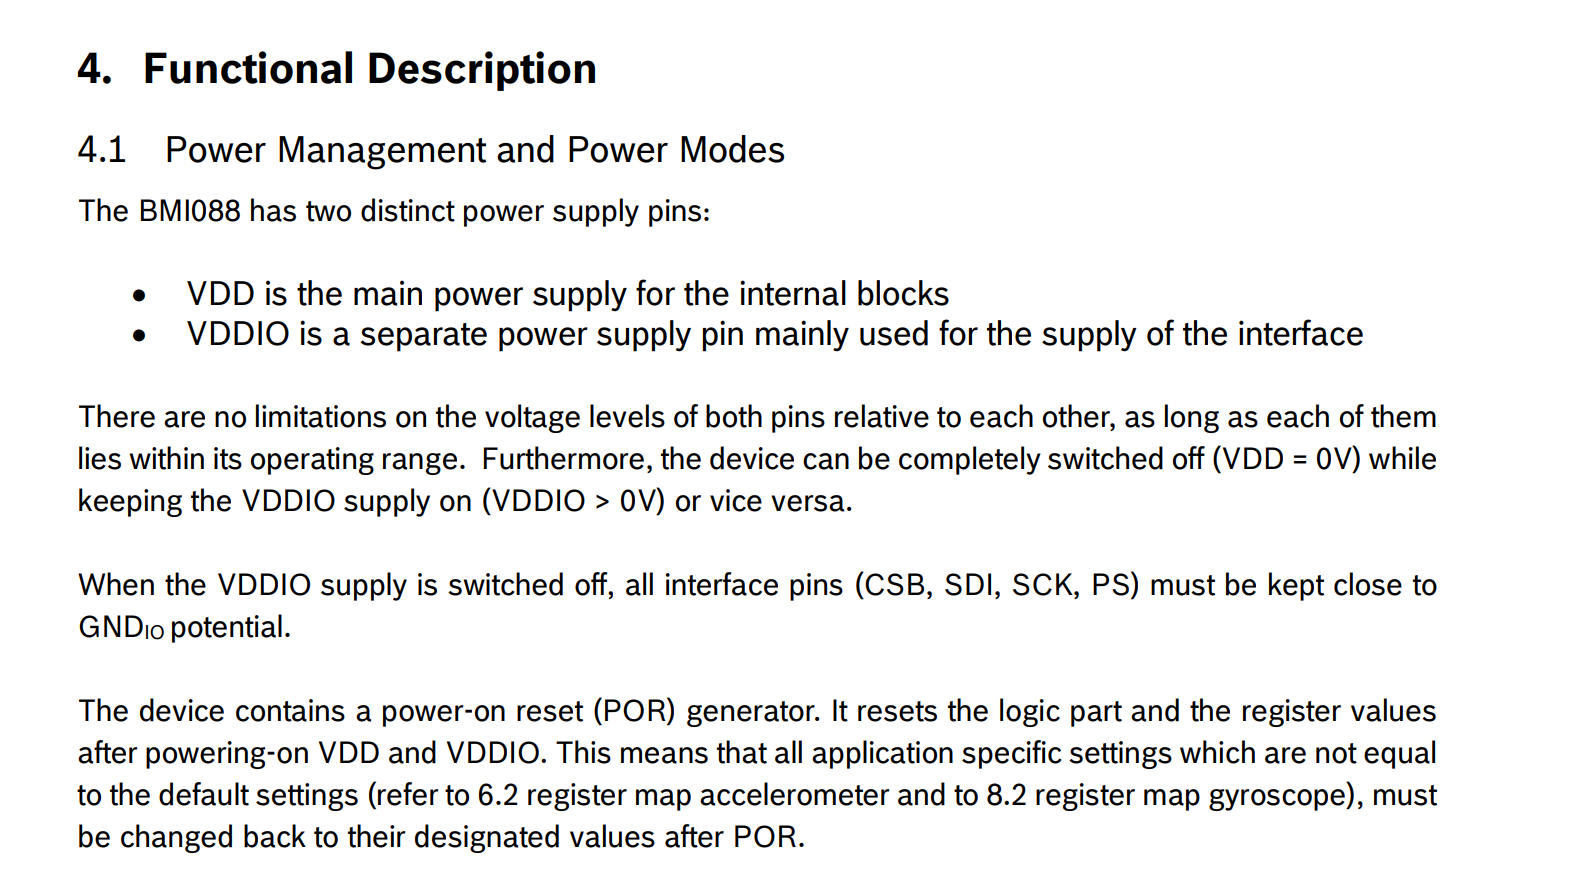 4. Functional Description
4.1 Power Management and Power Modes
The BMI088 has two distinct power supply pins:
• VDD is the main power supply for the internal blocks
• VDDIO is a separate power supply pin mainly used for the supply of the interface
There are no limitations on the voltage levels of both pins relative to each other, as long as each of them
lies within its operating range. Furthermore, the device can be completely switched off (VDD = 0V) while
keeping the VDDIO supply on (VDDIO > 0V) or vice versa.
When the VDDIO supply is switched off, all interface pins (CSB, SDI, SCK, PS) must be kept close to
GNDIO potential.
The device contains a power-on reset (POR) generator. It resets the logic part and the register values
after powering-on VDD and VDDIO. This means that all application specific settings which are not equal
to the default settings (refer to 6.2 register map accelerometer and to 8.2 register map gyroscope), must
be changed back to their designated values after POR.